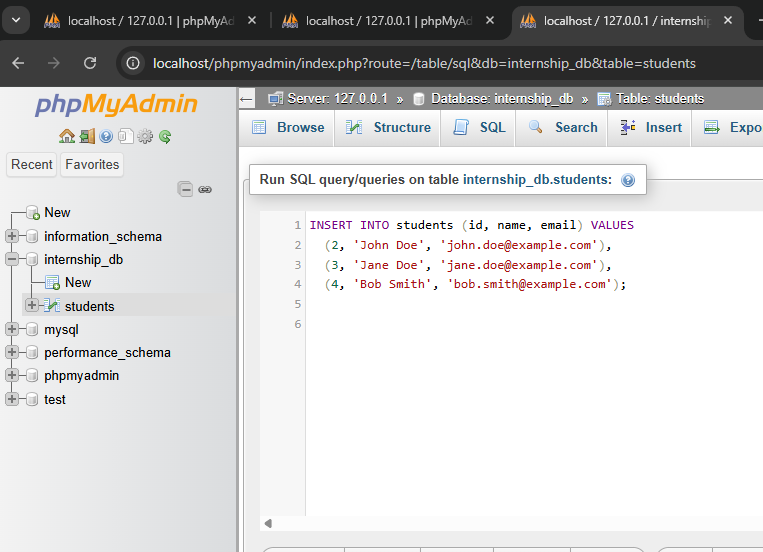 localhost / 127.0.0.1 | phpMyAd
localhost / 127.0.0.1 | phpMyAd
localhost / 127.0.0.1 / internship
localhost/phpmyadmin/index.php?route=/table/sql&db=internship_db&table=students
phpMyAdmin
Recent Favorites
New
information_schema
internship_db
New
students
mysql
performance_schema
phpmyadmin
test
Server: 127.0.0.1 » Database: internship_db » Table: students
Browse Structure SQL Search Insert Expo
Run SQL query/queries on table internship_db.students:
1 INSERT INTO students (id, name, email) VALUES
2 (2, 'John Doe', 'john.doe@example.com'),
3 (3, 'Jane Doe', 'jane.doe@example.com'),
4 (4, 'Bob Smith', 'bob.smith@example.com');
5
6